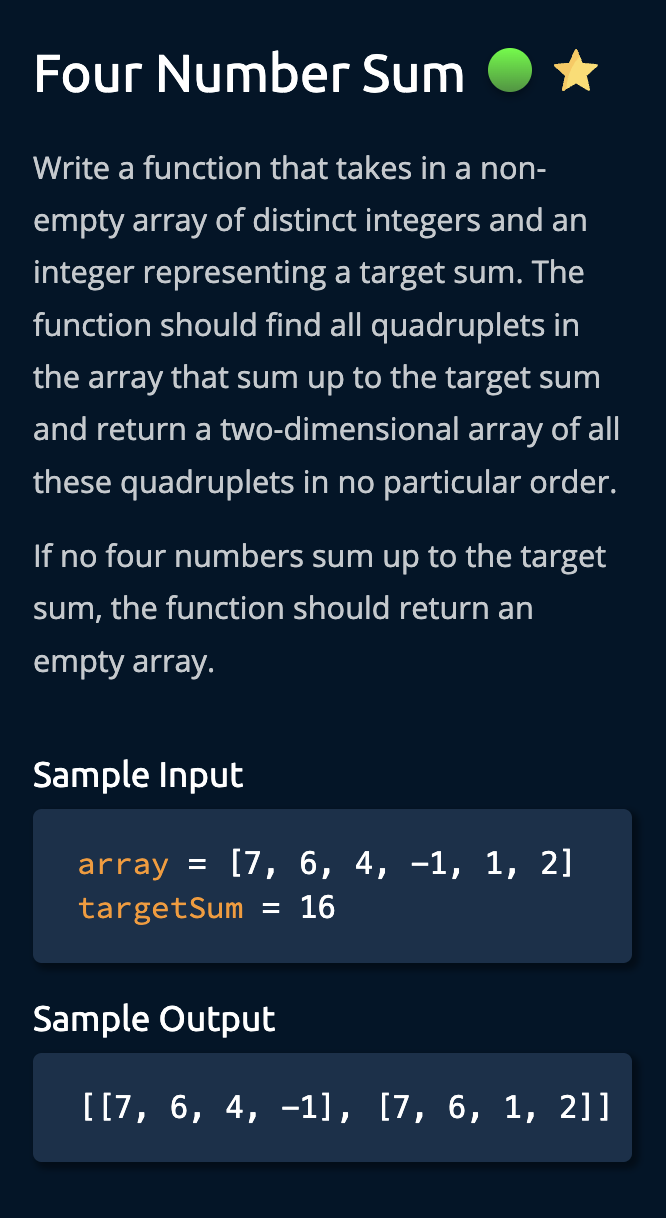 Four Number Sum
Write a function that takes in a non-
empty array of distinct integers and an
integer representing a target sum. The
function should find all quadruplets in
the array that sum up to the target sum
and return a two-dimensional array of all
these quadruplets in no particular order.
If no four numbers sum up to the target
sum, the function should return an
empty array.
Sample Input
array = [7, 6, 4, -1, 1, 2]
targetSum = 16
Sample Output
[[7, 6, 4, -1], [7, 6, 1, 2]]